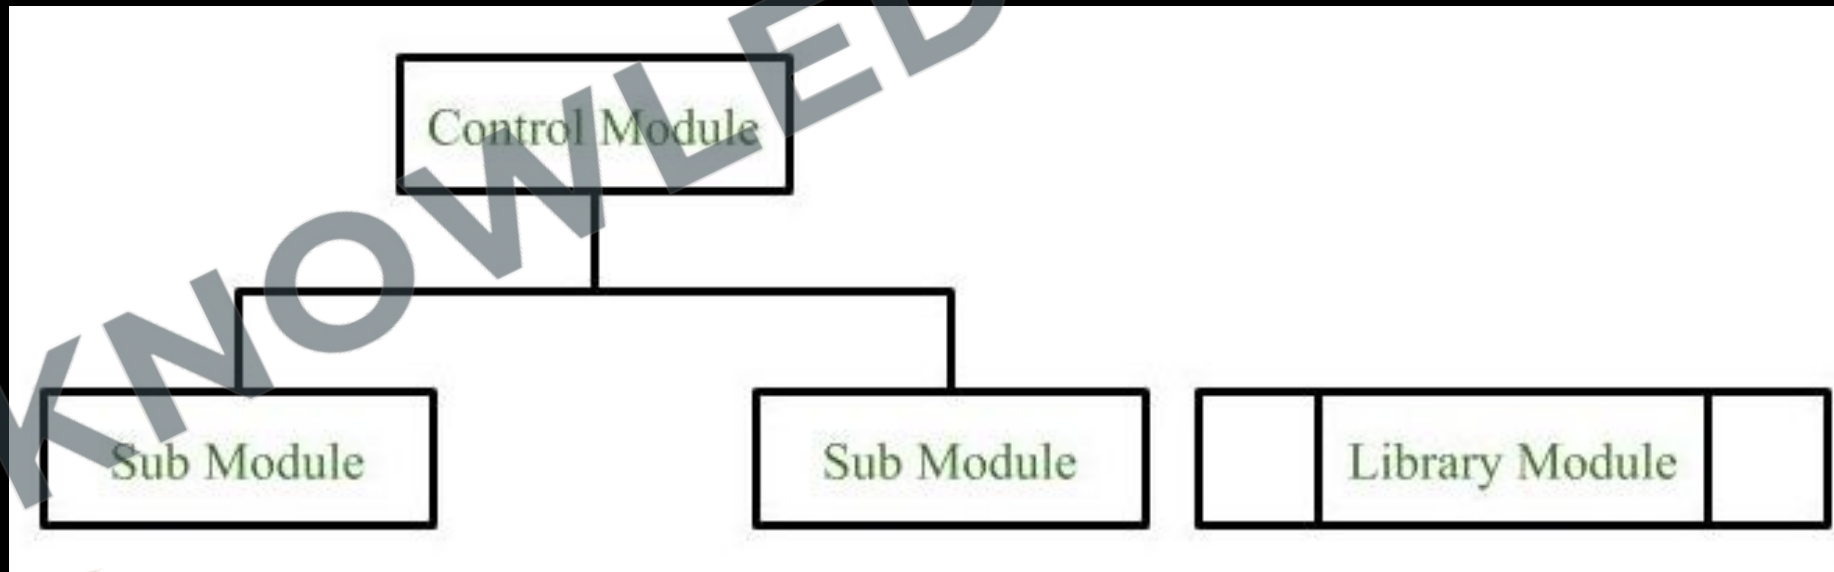 Control Module
Sub Module
Sub Module
Library Module
KNOWLED